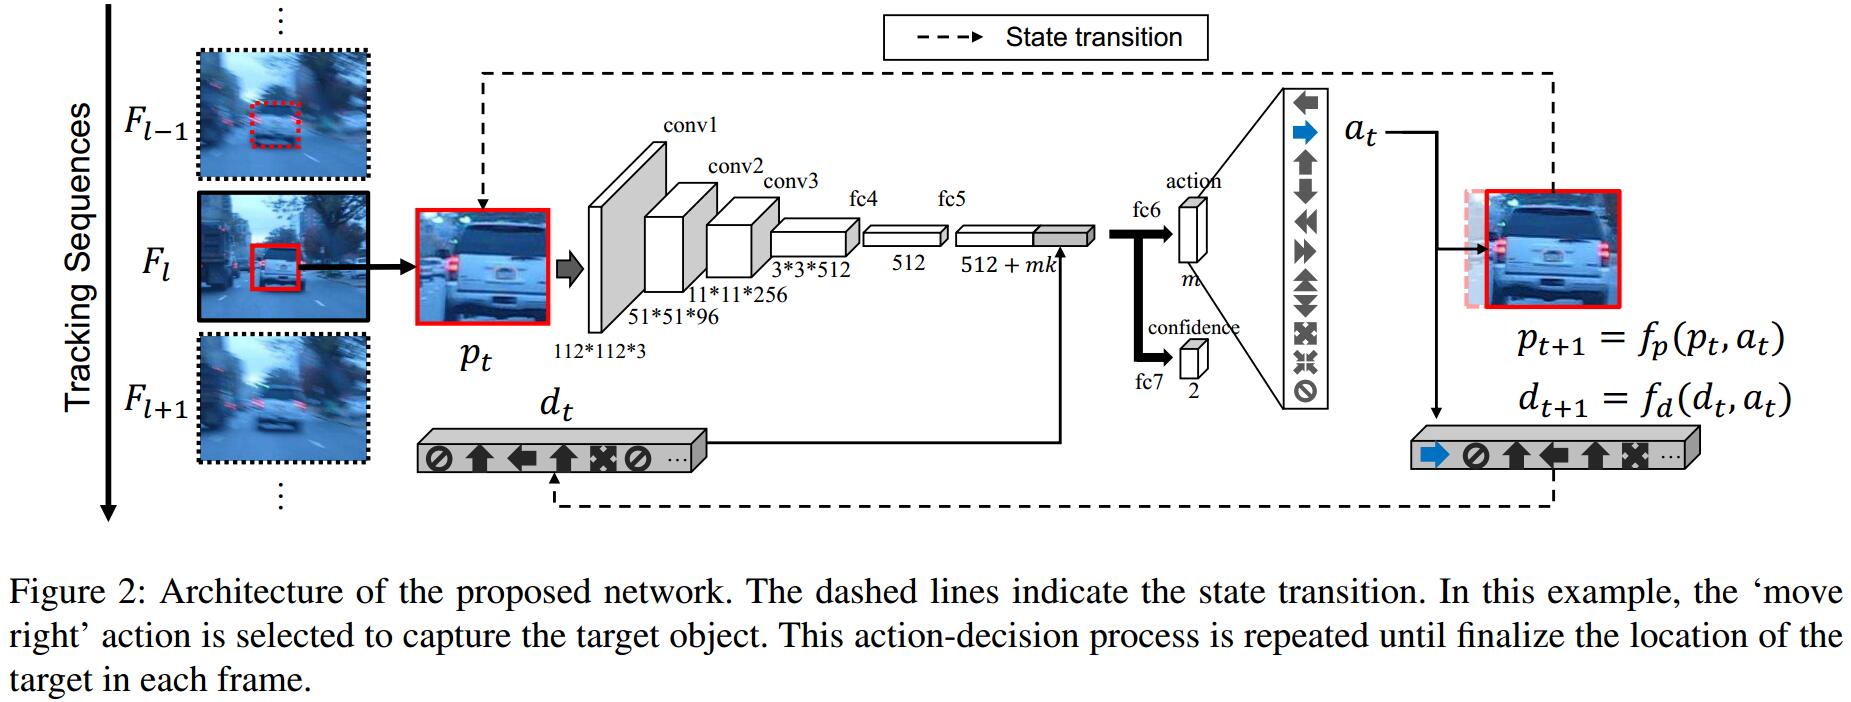 State transition
Tracking Sequences
⋮
F_{l-1}
F_l
F_{l+1}
⋮
p_t
conv1
conv2
conv3
fc4
fc5
112*112*3
51*51*96
11*11*256
3*3*512
512
512 + mk
fc6
action
m
confidence
fc7
2
a_t
d_t
...
p_{t+1} = f_p(p_t, a_t)
d_{t+1} = f_d(d_t, a_t)
...
Figure 2: Architecture of the proposed network. The dashed lines indicate the state transition. In this example, the ‘move
right’ action is selected to capture the target object. This action-decision process is repeated until finalize the location of the
target in each frame.